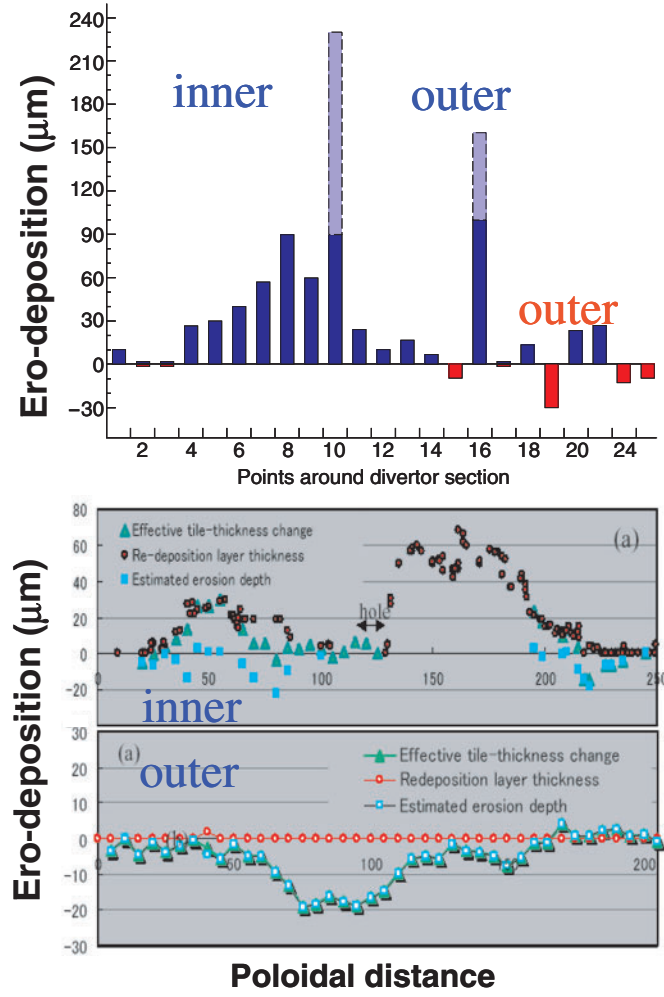 240
210
180
150
120
90
60
30
0
−30
Ero-deposition (μm)
inner
outer
outer
2 4 6 8 10 12 14 16 18 20 22 24
Points around divertor section
80
60
40
20
0
−20
Effective tile-thickness change
Re-deposition layer thickness
Estimated erosion depth
(a)
hole
0 50 100 150 200 250
inner
Ero-deposition (μm)
30
20
10
0
−10
−20
−30
(a)
outer
Effective tile-thickness change
Redeposition layer thickness
Estimated erosion depth
0 50 100 200
Poloidal distance